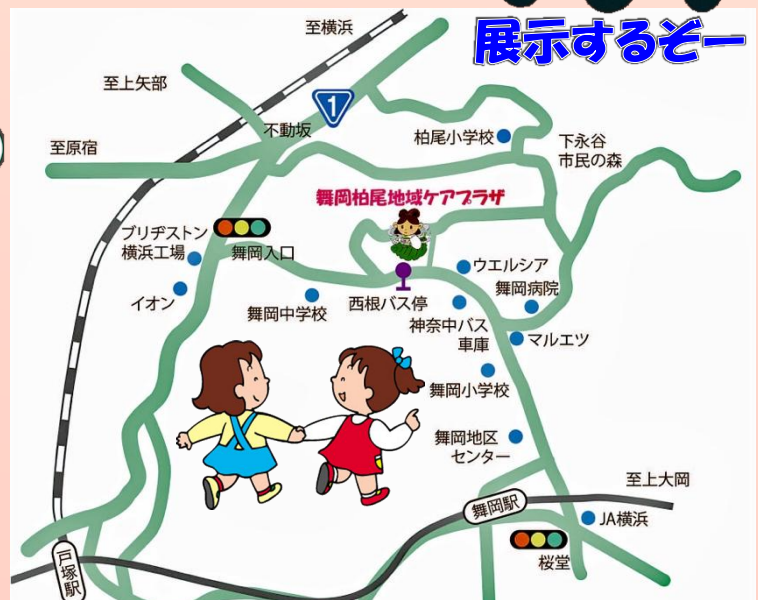 展示するぞー
至横浜
至上矢部
1
不動坂
至原宿
柏尾小学校
下永谷
市民の森
舞岡柏尾地域ケアプラザ
ブリヂストン
横浜工場
舞岡入口
イオン
舞岡中学校
西根バス停
ウエルシア
舞岡病院
神奈中バス
車庫
マルエツ
舞岡小学校
舞岡地区
センター
至上大岡
舞岡駅
JA横浜
桜堂
戸塚駅